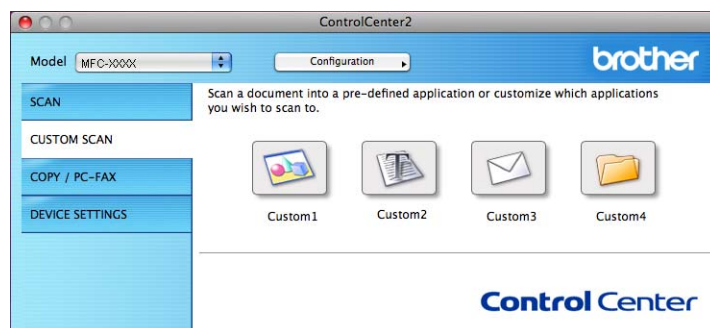 ControlCenter2
Model MFC-XXXX Configuration
brother
SCAN
CUSTOM SCAN
COPY / PC-FAX
DEVICE SETTINGS
Scan a document into a pre-defined application or customize which applications
you wish to scan to.
Custom1 Custom2 Custom3 Custom4
Control Center